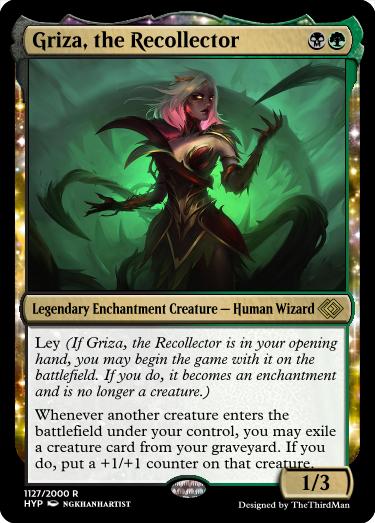 Griza, the Recollector
Legendary Enchantment Creature — Human Wizard
Ley (If Griza, the Recollector is in your opening
hand, you may begin the game with it on the
battlefield. If you do, it becomes an enchantment
and is no longer a creature.)
Whenever another creature enters the
battlefield under your control, you may exile
a creature card from your graveyard. If you
do, put a +1/+1 counter on that creature.
1/3
1127/2000 R
HYP NGKHANHARTIST
Designed by TheThirdMan